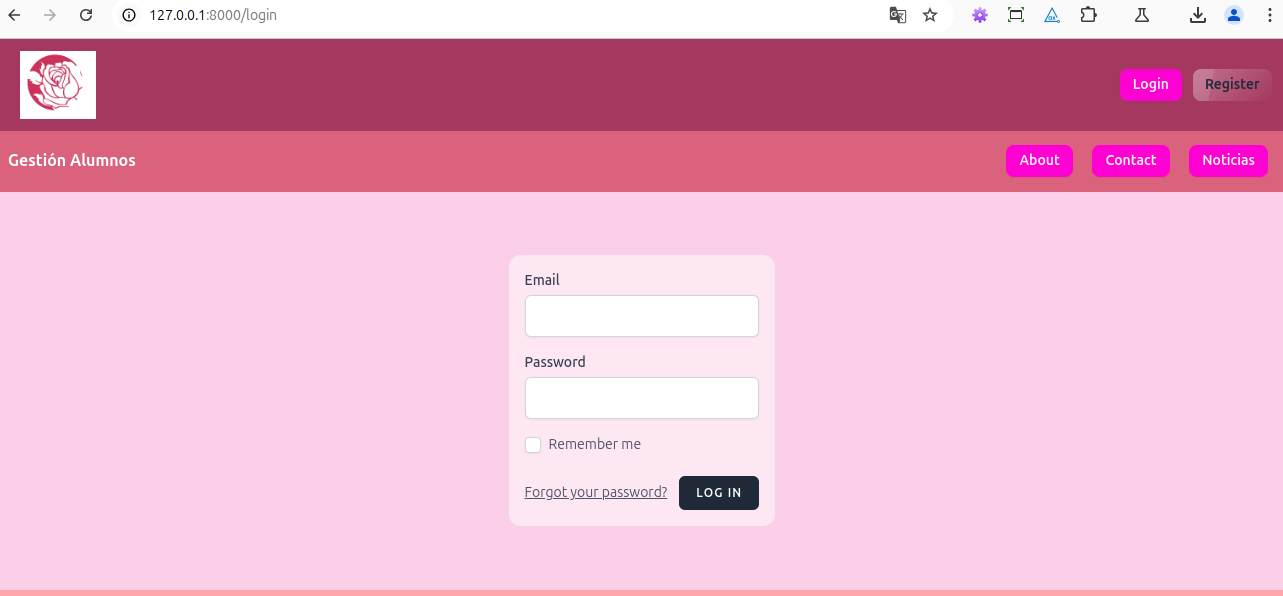 127.0.0.1:8000/login
Login Register
Gestión Alumnos About Contact Noticias
Email
Password
Remember me
Forgot your password? LOG IN